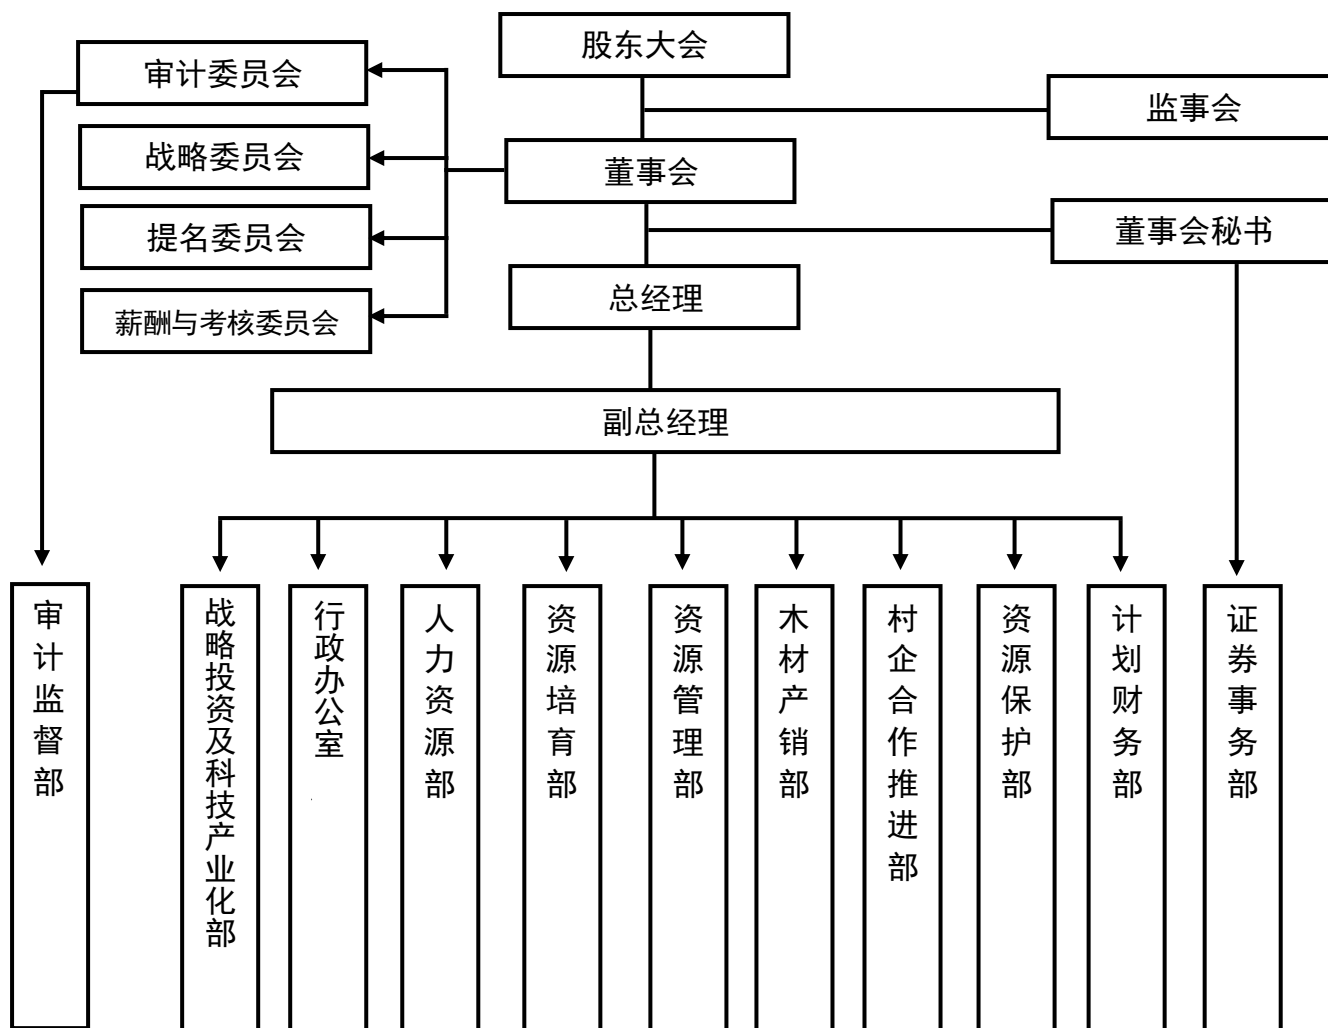 股东大会
审计委员会
监事会
战略委员会
董事会
提名委员会
董事会秘书
总经理
薪酬与考核委员会
副总经理
审计监督部
战略投资及科技产业化部
行政办公室
人力资源部
资源培育部
资源管理部
木材产销部
村企合作推进部
资源保护部
计划财务部
证券事务部